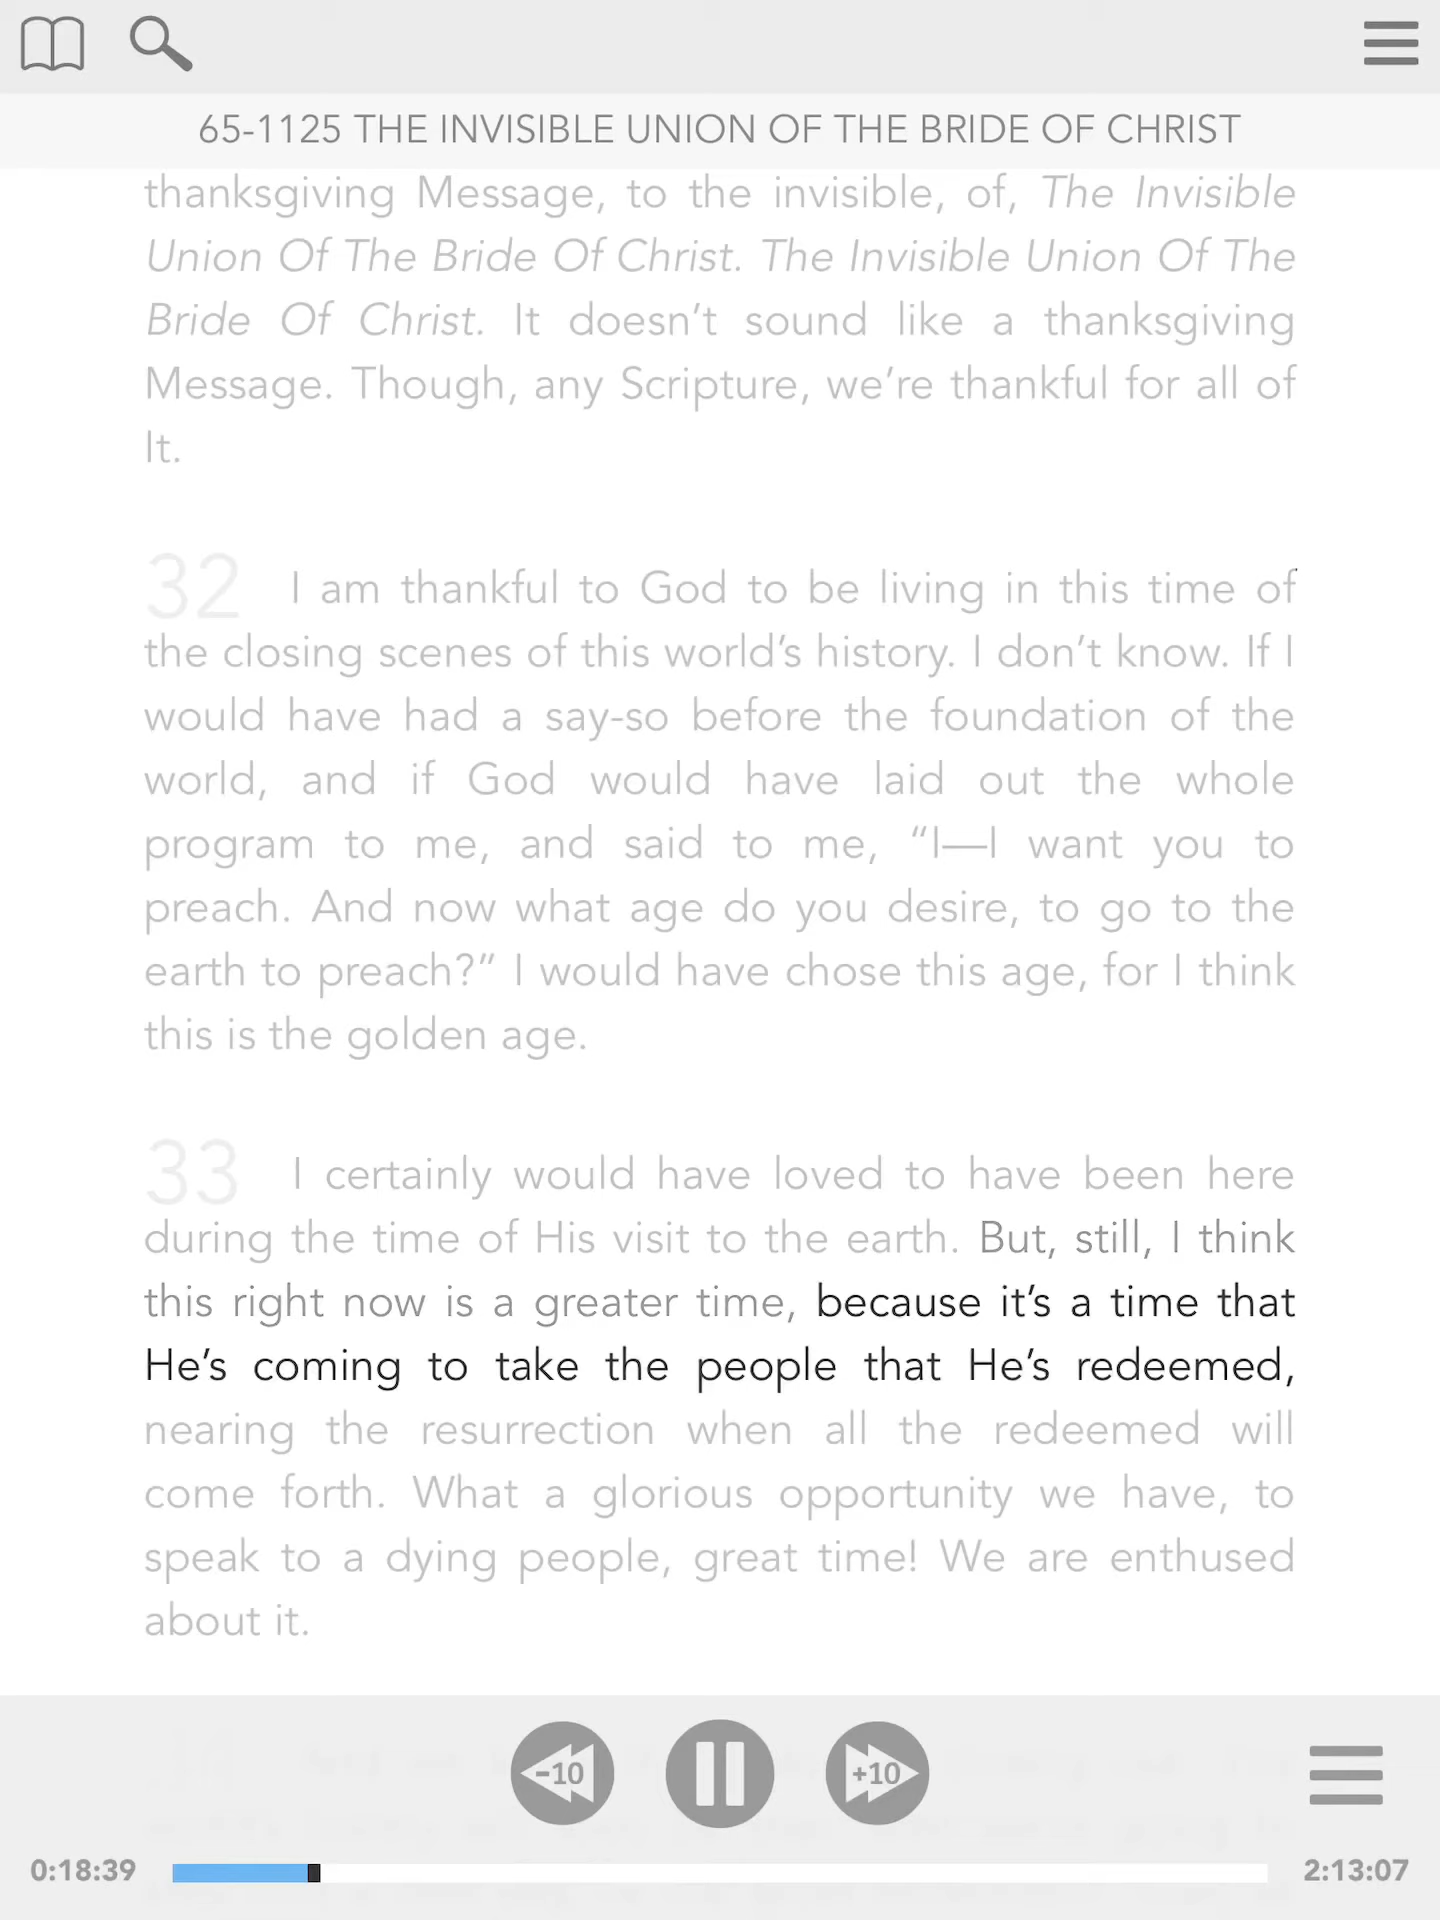 65-1125 THE INVISIBLE UNION OF THE BRIDE OF CHRIST
thanksgiving Message, to the invisible, of, The Invisible
Union Of The Bride Of Christ. The Invisible Union Of The
Bride Of Christ. It doesn’t sound like a thanksgiving
Message. Though, any Scripture, we’re thankful for all of
It.
32 I am thankful to God to be living in this time of
the closing scenes of this world’s history. I don’t know. If I
would have had a say-so before the foundation of the
world, and if God would have laid out the whole
program to me, and said to me, “I—I want you to
preach. And now what age do you desire, to go to the
earth to preach?” I would have chose this age, for I think
this is the golden age.
33 I certainly would have loved to have been here
during the time of His visit to the earth. But, still, I think
this right now is a greater time, because it’s a time that
He’s coming to take the people that He’s redeemed,
nearing the resurrection when all the redeemed will
come forth. What a glorious opportunity we have, to
speak to a dying people, great time! We are enthused
about it.
-10 +10
0:18:39 2:13:07